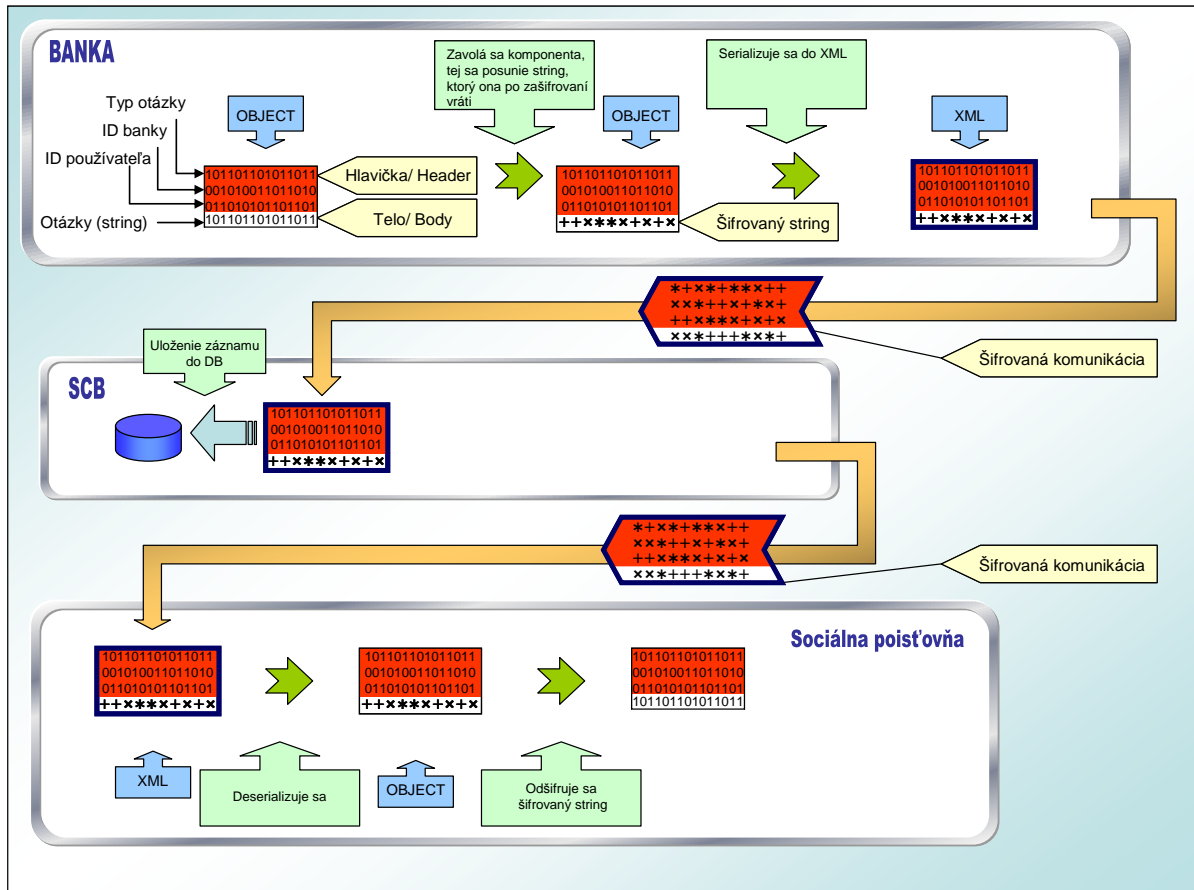 BANKA
Typ otázky
ID banky
ID používateľa
Otázky (string)
OBJECT
101101101011011
001010011011010
011010101101101
101101101011011
Hlavička/ Header
Telo/ Body
Zavolá sa komponenta,
tej sa posunie string,
ktorý ona po zašifrovaní
vráti
OBJECT
101101101011011
001010011011010
011010101101101
++×**×+×+×
Šifrovaný string
Serializuje sa do XML
XML
101101101011011
001010011011010
011010101101101
++×**×+×+×
*+××+**×++
××*++×+*×+
++×**×+×+
××*+++*×*+
Šifrovaná komunikácia
SCB
Uloženie záznamu
do DB
101101101011011
001010011011010
011010101101101
++×**×+×+×
*+××+**×++
××*++×+*×+
++×**×+×+
××*+++*×*+
Šifrovaná komunikácia
Sociálna poisťovňa
101101101011011
001010011011010
011010101101101
++×**×+×+×
101101101011011
001010011011010
011010101101101
++×**×+×+×
101101101011011
001010011011010
011010101101101
101101101011011
XML
Deserializuje sa
OBJECT
Odšifruje sa
šifrovaný string